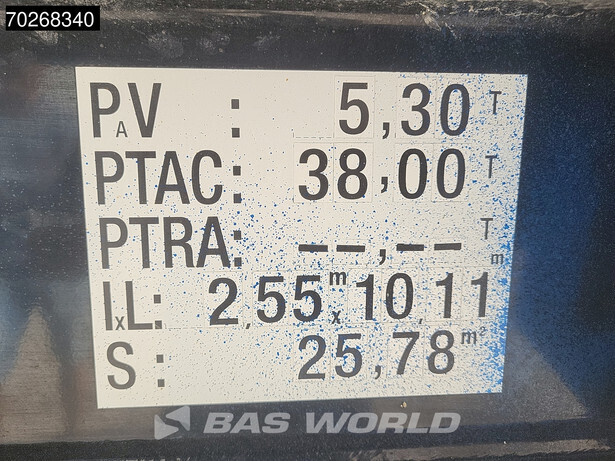 70268340
PAV : 5,30 T
PTAC: 38,00 T
PTRA: --,-- T
IxL: 2,55 m x 10,11 m
S : 25,78 m²
BAS WORLD